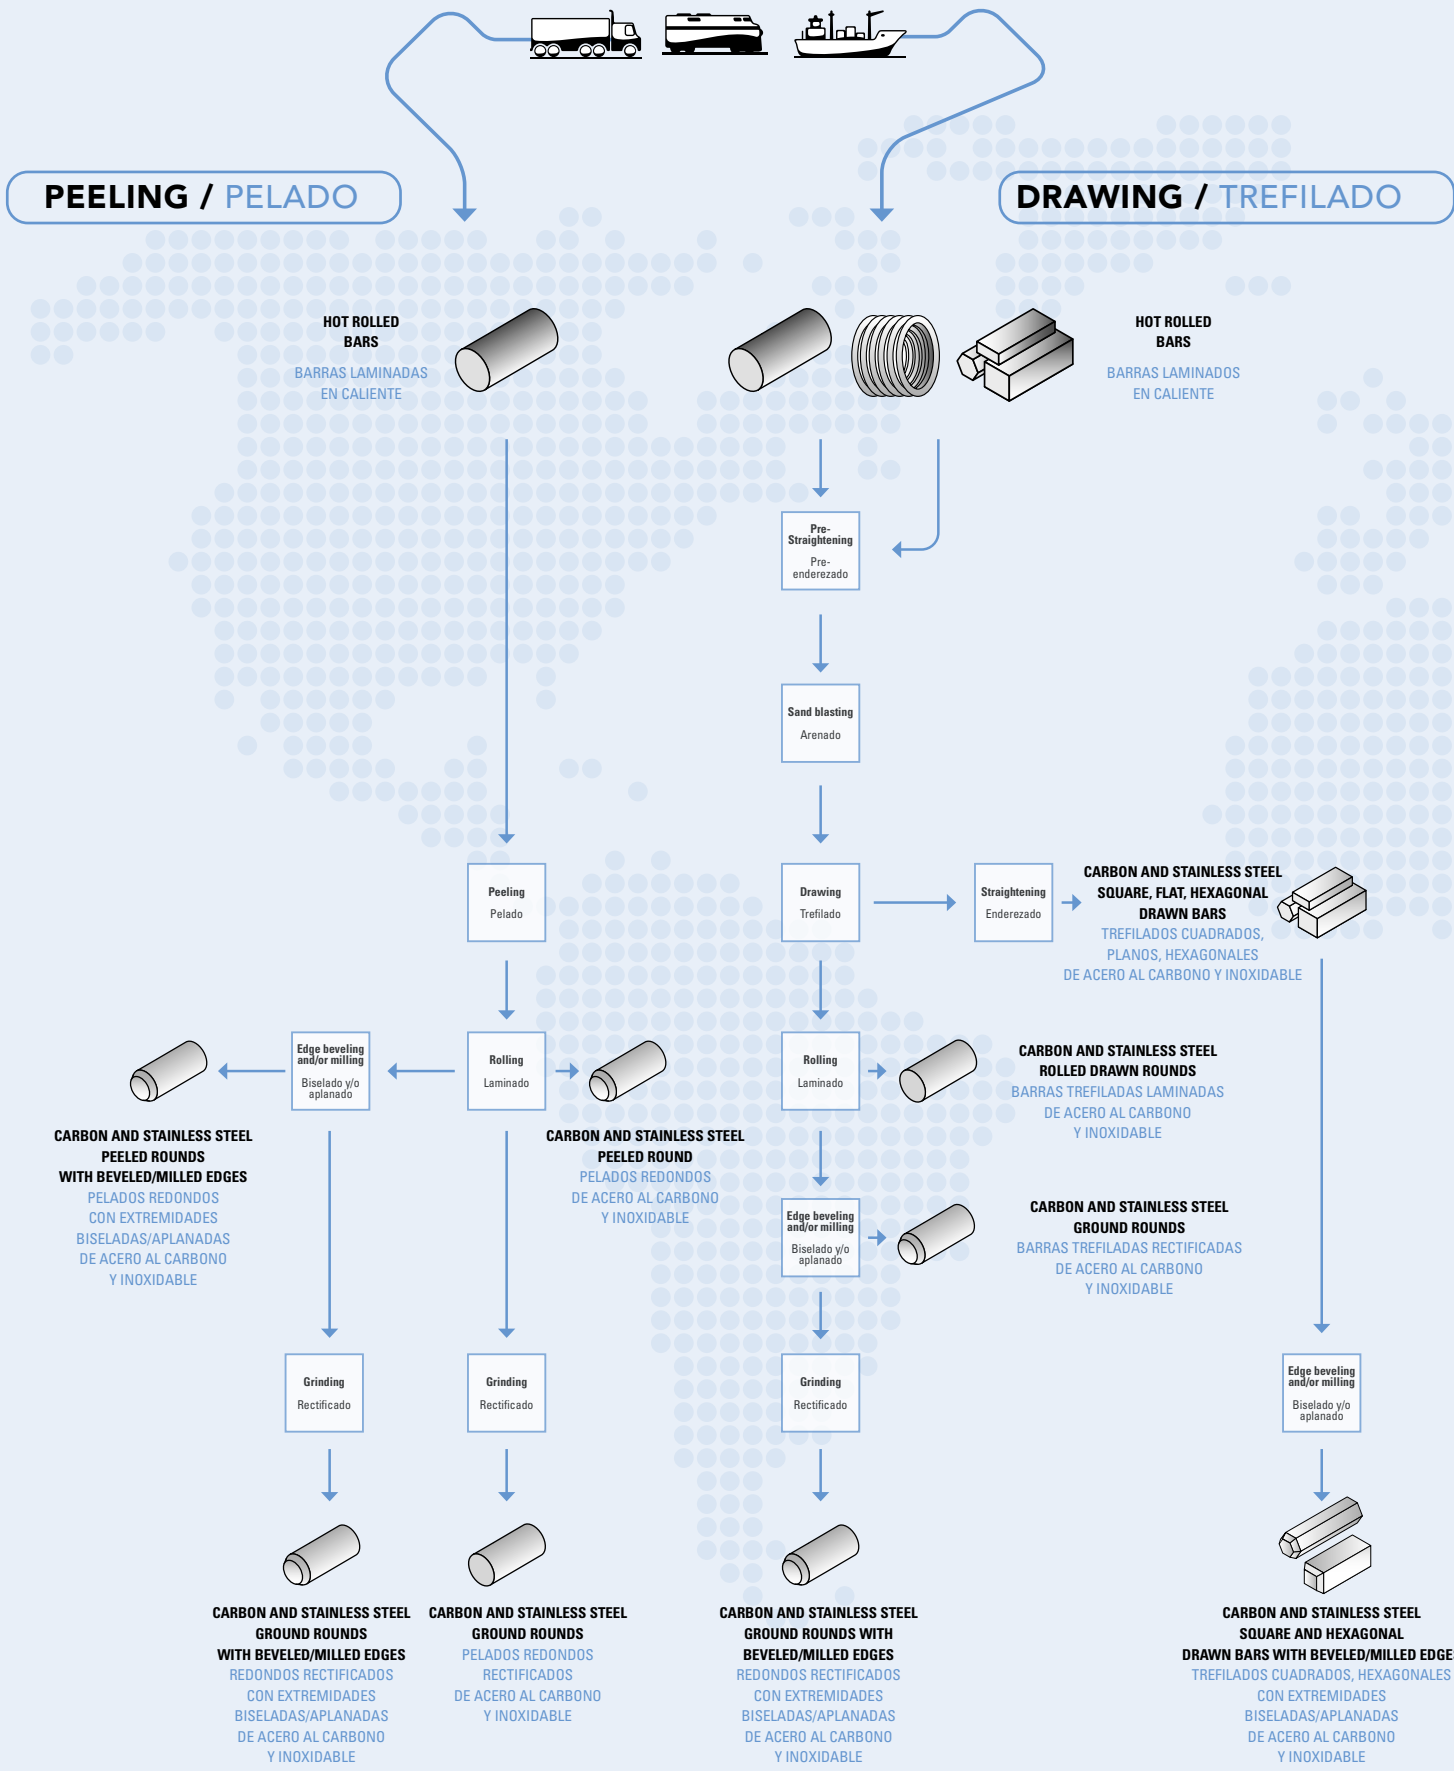 PEELING / PELADO
DRAWING / TREFILADO
HOT ROLLED
BARS
BARRAS LAMINADAS
EN CALIENTE
HOT ROLLED
BARS
BARRAS LAMINADOS
EN CALIENTE
Pre-
Straightening
Pre-
enderezado
Sand blasting
Arenado
Peeling
Pelado
Drawing
Trefilado
Straightening
Enderezado
CARBON AND STAINLESS STEEL
SQUARE, FLAT, HEXAGONAL
DRAWN BARS
TREFILADOS CUADRADOS,
PLANOS, HEXAGONALES
DE ACERO AL CARBONO Y INOXIDABLE
Edge beveling
and/or milling
Biselado y/o
aplanado
Rolling
Laminado
Rolling
Laminado
CARBON AND STAINLESS STEEL
ROLLED DRAWN ROUNDS
BARRAS TREFILADAS LAMINADAS
DE ACERO AL CARBONO
Y INOXIDABLE
CARBON AND STAINLESS STEEL
PEELED ROUNDS
WITH BEVELED/MILLED EDGES
PELADOS REDONDOS
CON EXTREMIDADES
BISELADAS/APLANADAS
DE ACERO AL CARBONO
Y INOXIDABLE
CARBON AND STAINLESS STEEL
PEELED ROUND
PELADOS REDONDOS
DE ACERO AL CARBONO
Y INOXIDABLE
Edge beveling
and/or milling
Biselado y/o
aplanado
CARBON AND STAINLESS STEEL
GROUND ROUNDS
BARRAS TREFILADAS RECTIFICADAS
DE ACERO AL CARBONO
Y INOXIDABLE
Grinding
Rectificado
Grinding
Rectificado
Grinding
Rectificado
Edge beveling
and/or milling
Biselado y/o
aplanado
CARBON AND STAINLESS STEEL
GROUND ROUNDS
WITH BEVELED/MILLED EDGES
REDONDOS RECTIFICADOS
CON EXTREMIDADES
BISELADAS/APLANADAS
DE ACERO AL CARBONO
Y INOXIDABLE
CARBON AND STAINLESS STEEL
GROUND ROUNDS
PELADOS REDONDOS
RECTIFICADOS
DE ACERO AL CARBONO
Y INOXIDABLE
CARBON AND STAINLESS STEEL
GROUND ROUNDS WITH
BEVELED/MILLED EDGES
REDONDOS RECTIFICADOS
CON EXTREMIDADES
BISELADAS/APLANADAS
DE ACERO AL CARBONO
Y INOXIDABLE
CARBON AND STAINLESS STEEL
SQUARE AND HEXAGONAL
DRAWN BARS WITH BEVELED/MILLED EDGES
TREFILADOS CUADRADOS, HEXAGONALES
CON EXTREMIDADES
BISELADAS/APLANADAS
DE ACERO AL CARBONO
Y INOXIDABLE